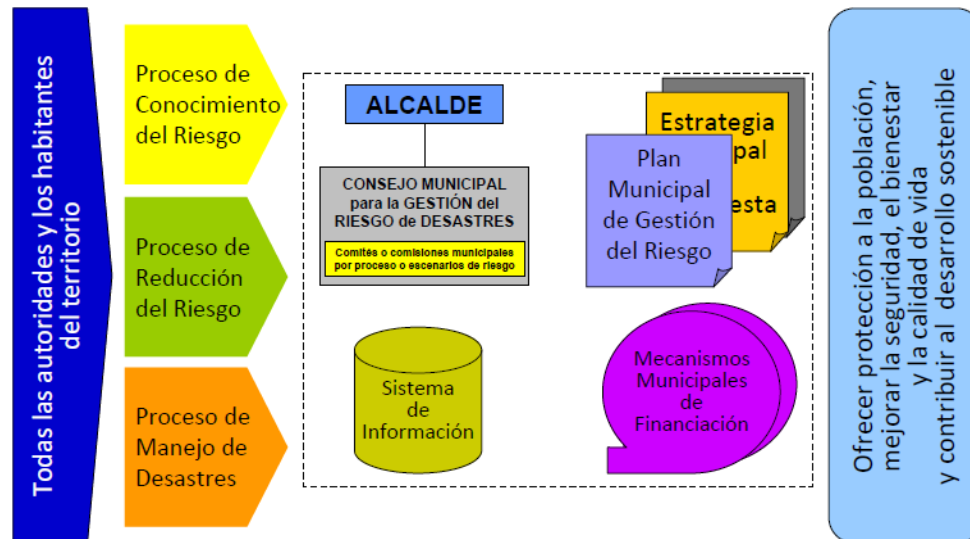 Todas las autoridades y los habitantes
del territorio
Proceso de
Conocimiento
del Riesgo
Proceso de
Reducción
del Riesgo
Proceso de
Manejo de
Desastres
ALCALDE
CONSEJO MUNICIPAL
para la GESTIÓN del
RIESGO de DESASTRES
Comités o comisiones municipales
por proceso o escenarios de riesgo
Estrategia
Plan
Municipal
de Gestión
del Riesgo
Sistema
de
Información
Mecanismos
Municipales
de
Financiación
Ofrecer protección a la población,
mejorar la seguridad, el bienestar
y la calidad de vida
y contribuir al desarrollo sostenible